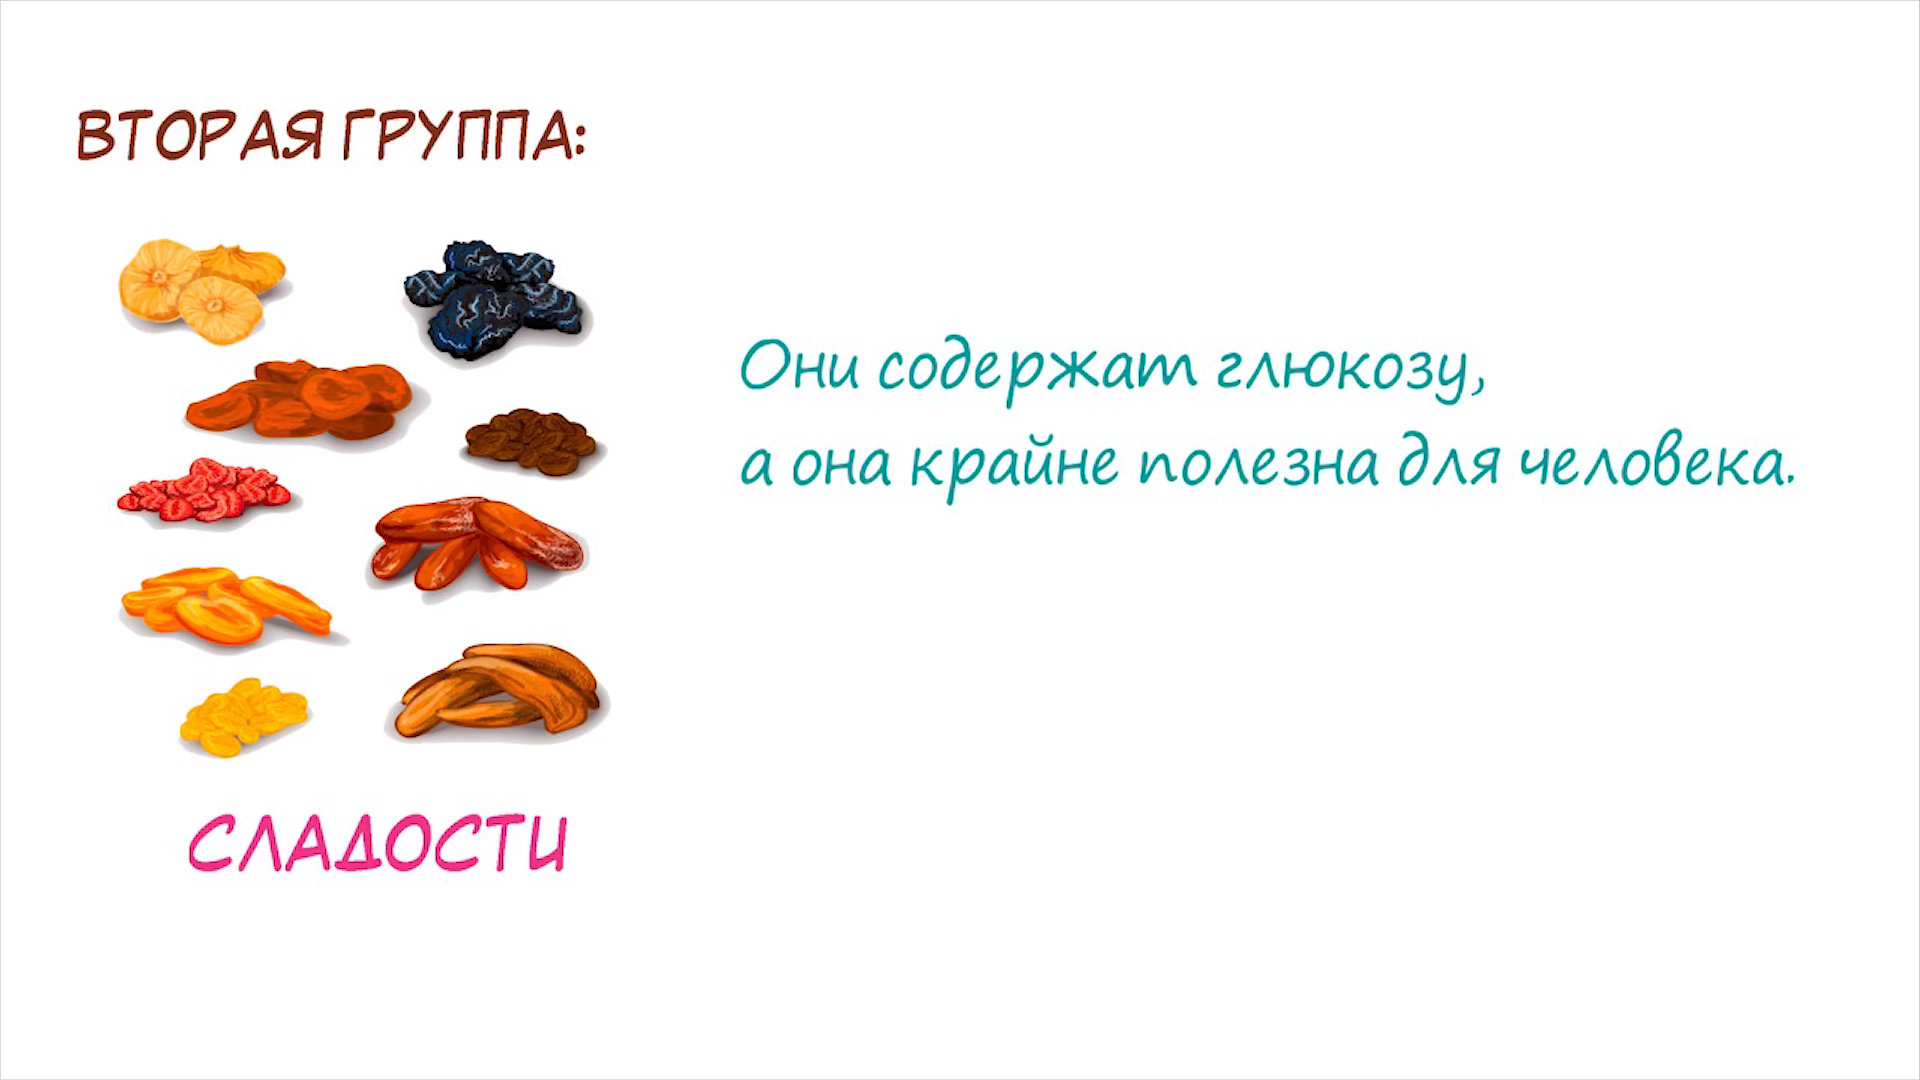 ВТОРАЯ ГРУППА:
Они содержат глюкозу,
а она крайне полезна для человека.
СЛАДОСТИ